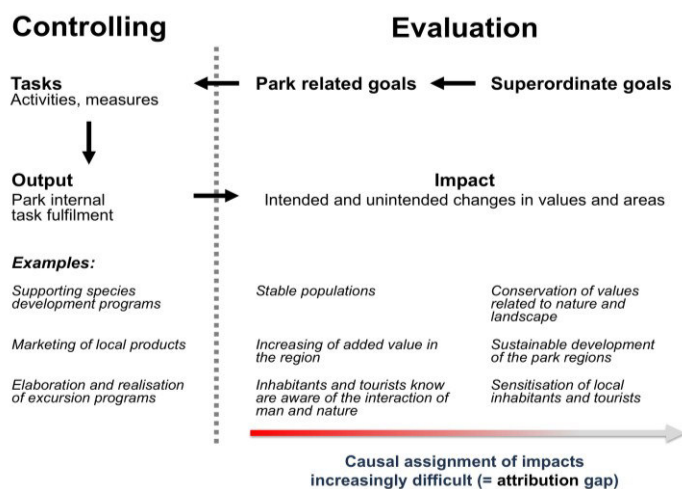 Controlling
Evaluation
Tasks
Activities, measures
Park related goals
Superordinate goals
Output
Park internal
task fulfilment
Impact
Intended and unintended changes in values and areas
Examples:
Supporting species
development programs
Stable populations
Conservation of values
related to nature and
landscape
Marketing of local products
Increasing of added value in
the region
Sustainable development
of the park regions
Elaboration and realisation
of excursion programs
Inhabitants and tourists know
are aware of the interaction of
man and nature
Sensitisation of local
inhabitants and tourists
Causal assignment of impacts
increasingly difficult (= attribution gap)